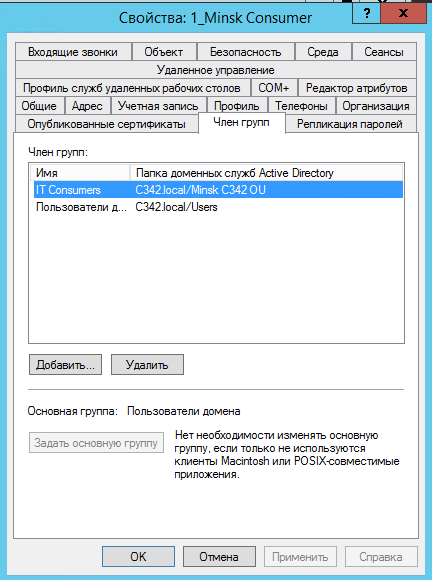 Свойства: 1_Minsk Consumer
? x
Входящие звонки Объект Безопасность Среда Сеансы
Удаленное управление
Профиль служб удаленных рабочих столов COM+ Редактор атрибутов
Общие Адрес Учетная запись Профиль Телефоны Организация
Опубликованные сертификаты Член групп Репликация паролей
Член групп:
Имя Папка доменных служб Active Directory
IT Consumers C342.local/Minsk C342 OU
Пользователи д... C342.local/Users
Добавить... Удалить
Основная группа: Пользователи домена
Задать основную группу
Нет необходимости изменять основную
группу, если только не используются
клиенты Macintosh или POSIX-совместимые
приложения.
OK Отмена Применить Справка